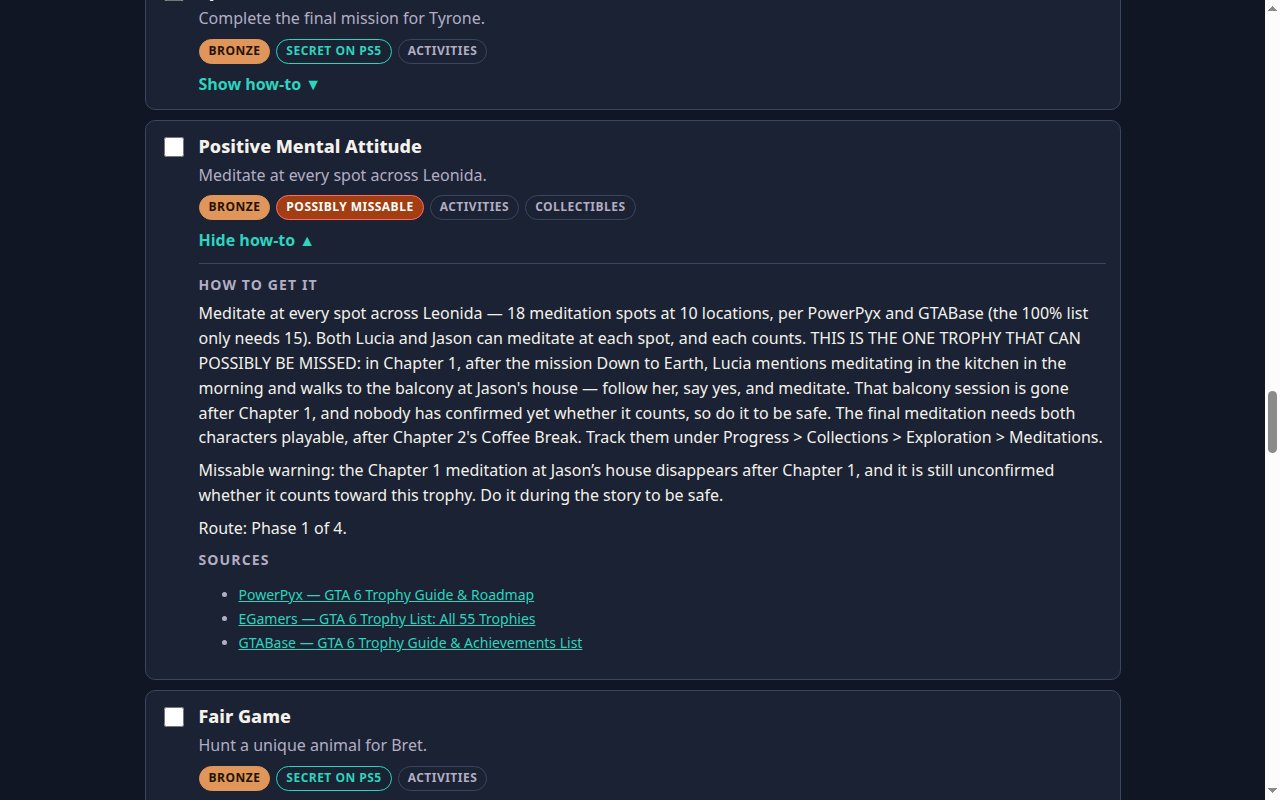 Complete the final mission for Tyrone.
BRONZE SECRET ON PS5 ACTIVITIES
Show how-to ▼
Positive Mental Attitude
Meditate at every spot across Leonida.
BRONZE POSSIBLY MISSABLE ACTIVITIES COLLECTIBLES
Hide how-to ▲
HOW TO GET IT
Meditate at every spot across Leonida — 18 meditation spots at 10 locations, per PowerPyx and GTABase (the 100% list
only needs 15). Both Lucia and Jason can meditate at each spot, and each counts. THIS IS THE ONE TROPHY THAT CAN
POSSIBLY BE MISSED: in Chapter 1, after the mission Down to Earth, Lucia mentions meditating in the kitchen in the
morning and walks to the balcony at Jason's house — follow her, say yes, and meditate. That balcony session is gone
after Chapter 1, and nobody has confirmed yet whether it counts, so do it to be safe. The final meditation needs both
characters playable, after Chapter 2's Coffee Break. Track them under Progress > Collections > Exploration > Meditations.
Missable warning: the Chapter 1 meditation at Jason’s house disappears after Chapter 1, and it is still unconfirmed
whether it counts toward this trophy. Do it during the story to be safe.
Route: Phase 1 of 4.
SOURCES
• PowerPyx — GTA 6 Trophy Guide & Roadmap
• EGamers — GTA 6 Trophy List: All 55 Trophies
• GTABase — GTA 6 Trophy Guide & Achievements List
Fair Game
Hunt a unique animal for Bret.
BRONZE SECRET ON PS5 ACTIVITIES